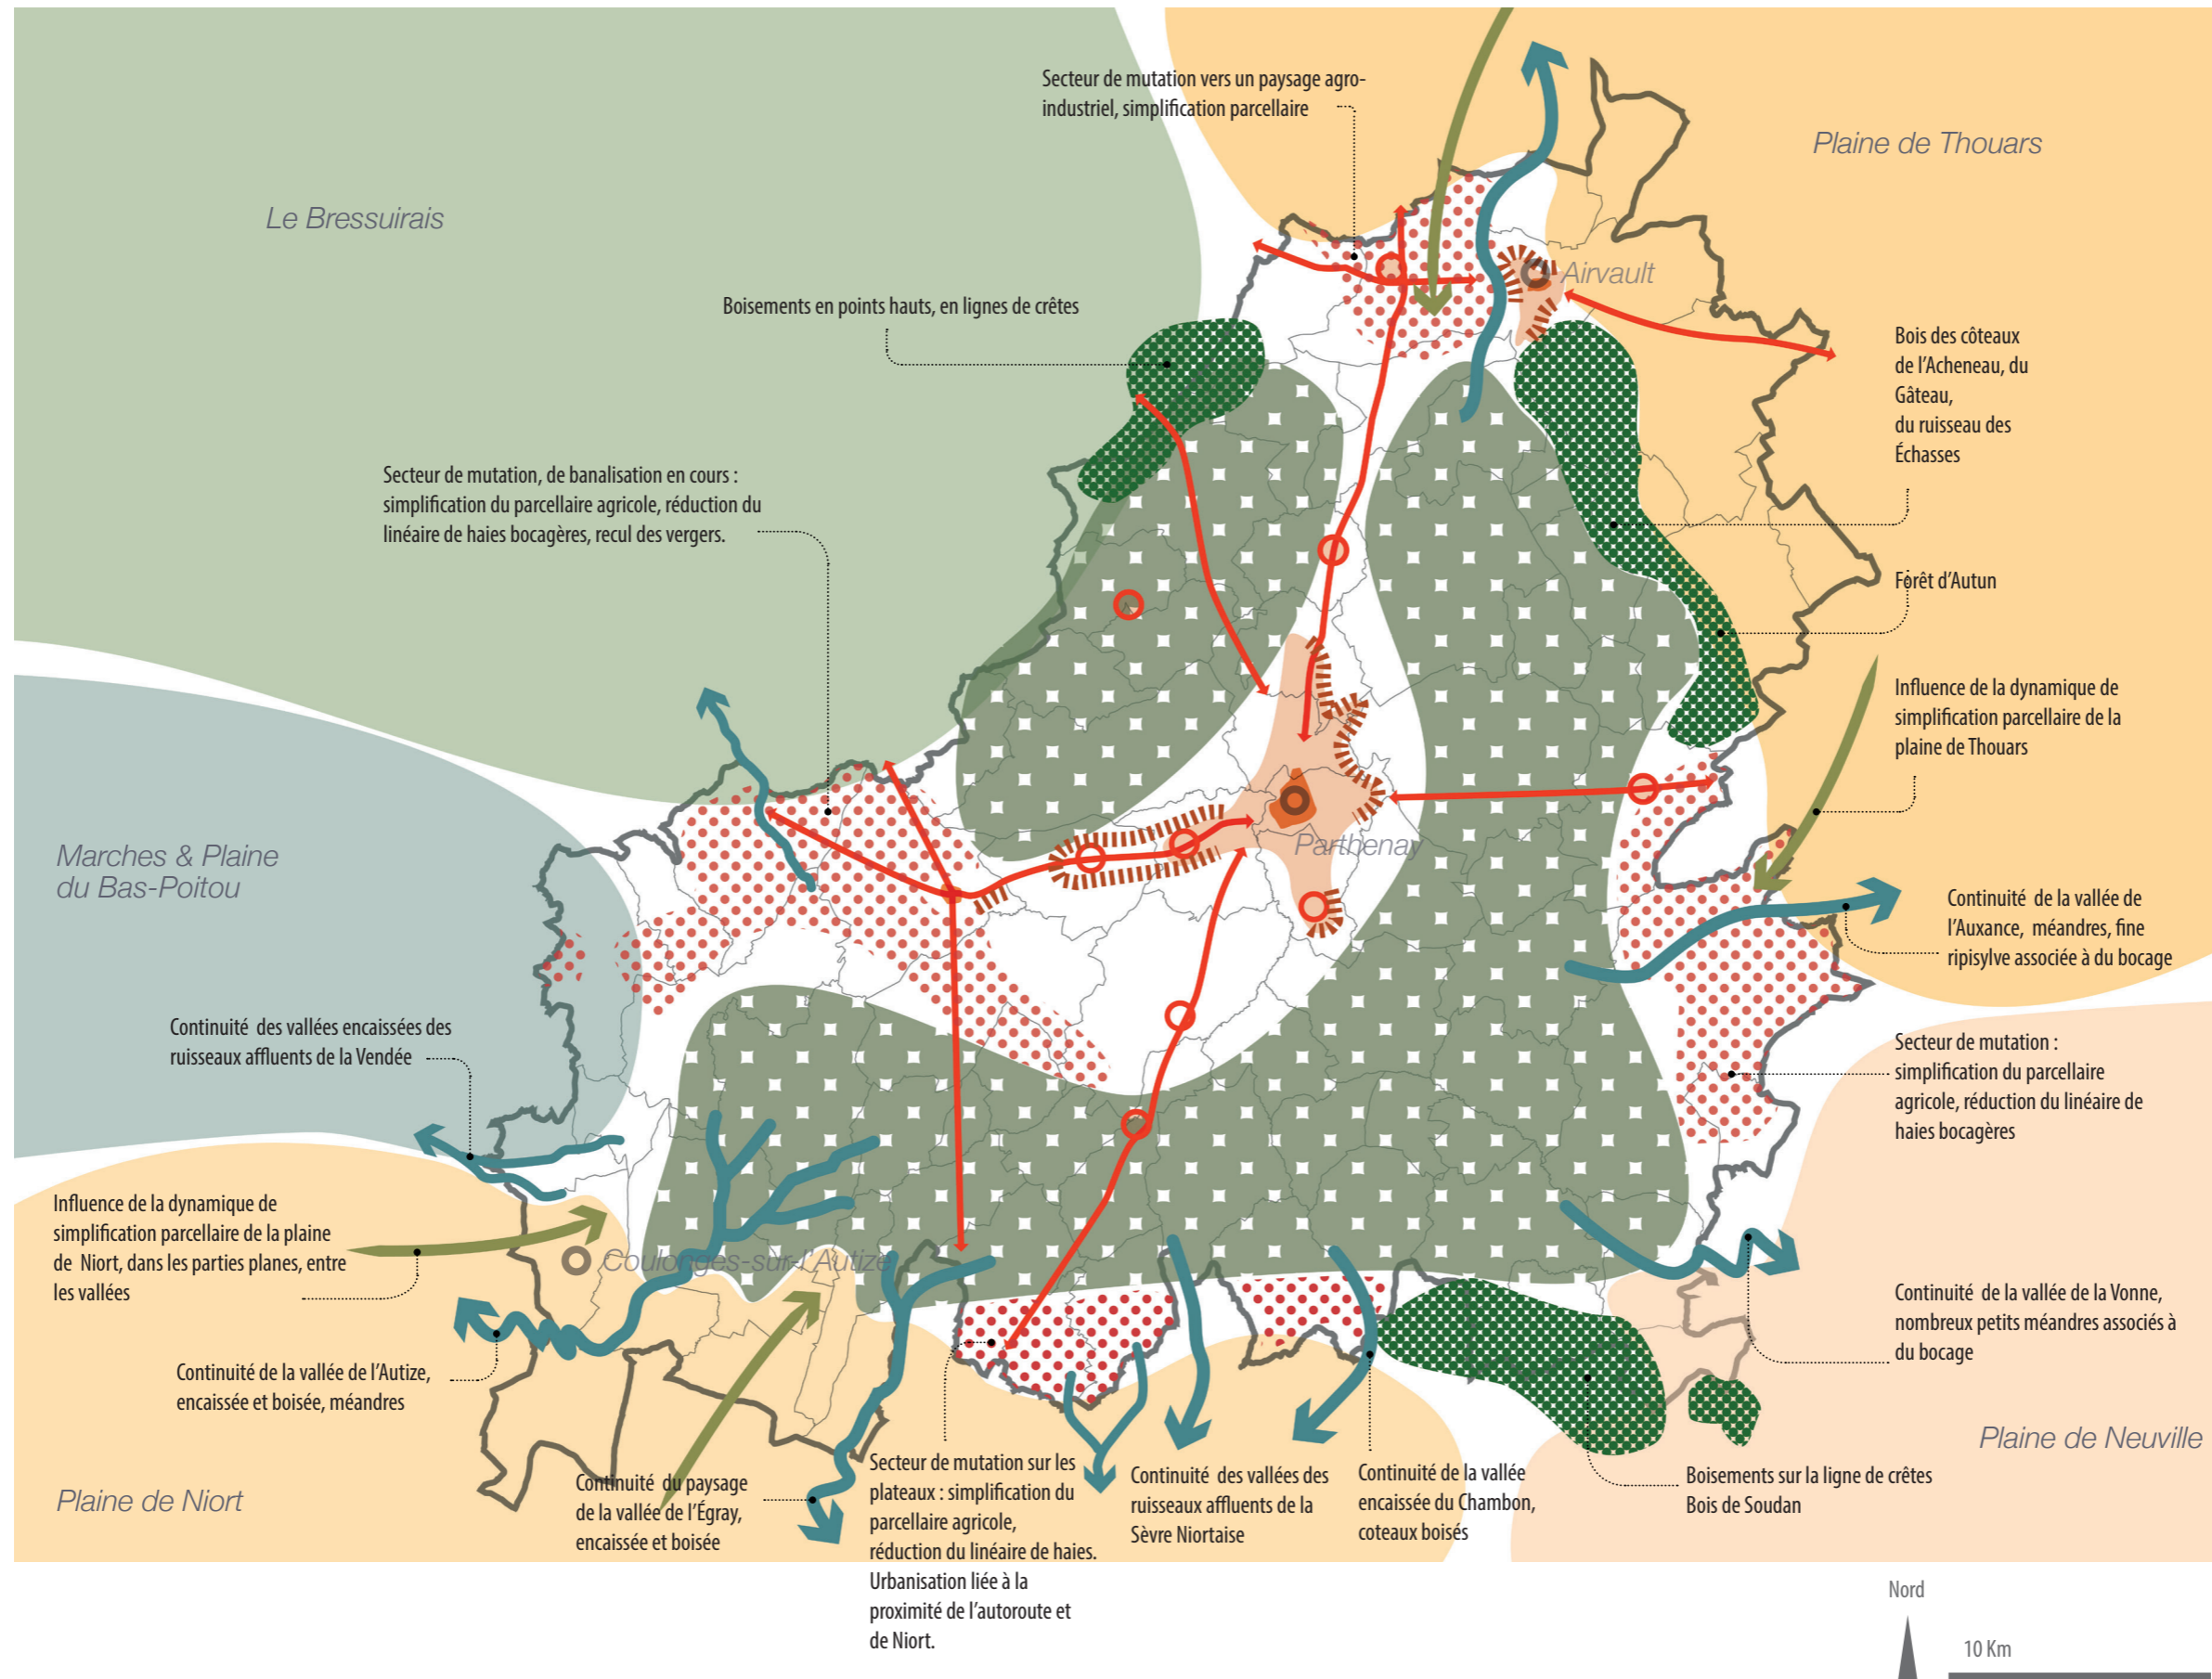 Secteur de mutation vers un paysage agro-
industriel, simplification parcellaire
Plaine de Thouars
Le Bressuirais
Airvault
Boisements en points hauts, en lignes de crêtes
Bois des côteaux
de l'Acheneau, du
Gâteau,
du ruisseau des
Échasses
Secteur de mutation, de banalisation en cours :
simplification du parcellaire agricole, réduction du
linéaire de haies bocagères, recul des vergers.
Forêt d'Autun
Influence de la dynamique de
simplification parcellaire de la
plaine de Thouars
Marches & Plaine
du Bas-Poitou
Parthenay
Continuité des vallées encaissées des
ruisseaux affluents de la Vendée
Continuité de la vallée de
l'Auxance, méandres, fine
ripisylve associée à du bocage
Secteur de mutation :
simplification du parcellaire
agricole, réduction du linéaire de
haies bocagères
Influence de la dynamique de
simplification parcellaire de la plaine
de Niort, dans les parties planes, entre
les vallées
Coulonges-sur-l'Autize
Continuité de la vallée de la Vonne,
nombreux petits méandres associés à
du bocage
Continuité de la vallée de l'Autize,
encaissée et boisée, méandres
Plaine de Neuville
Plaine de Niort
Continuité du paysage
de la vallée de l'Égray,
encaissée et boisée
Secteur de mutation sur les
plateaux : simplification du
parcellaire agricole,
réduction du linéaire de haies.
Urbanisation liée à la
proximité de l'autoroute et
de Niort.
Continuité des vallées des
ruisseaux affluents de la
Sèvre Niortaise
Continuité de la vallée
encaissée du Chambon,
coteaux boisés
Boisements sur la ligne de crêtes
Bois de Soudan
Nord
10 Km